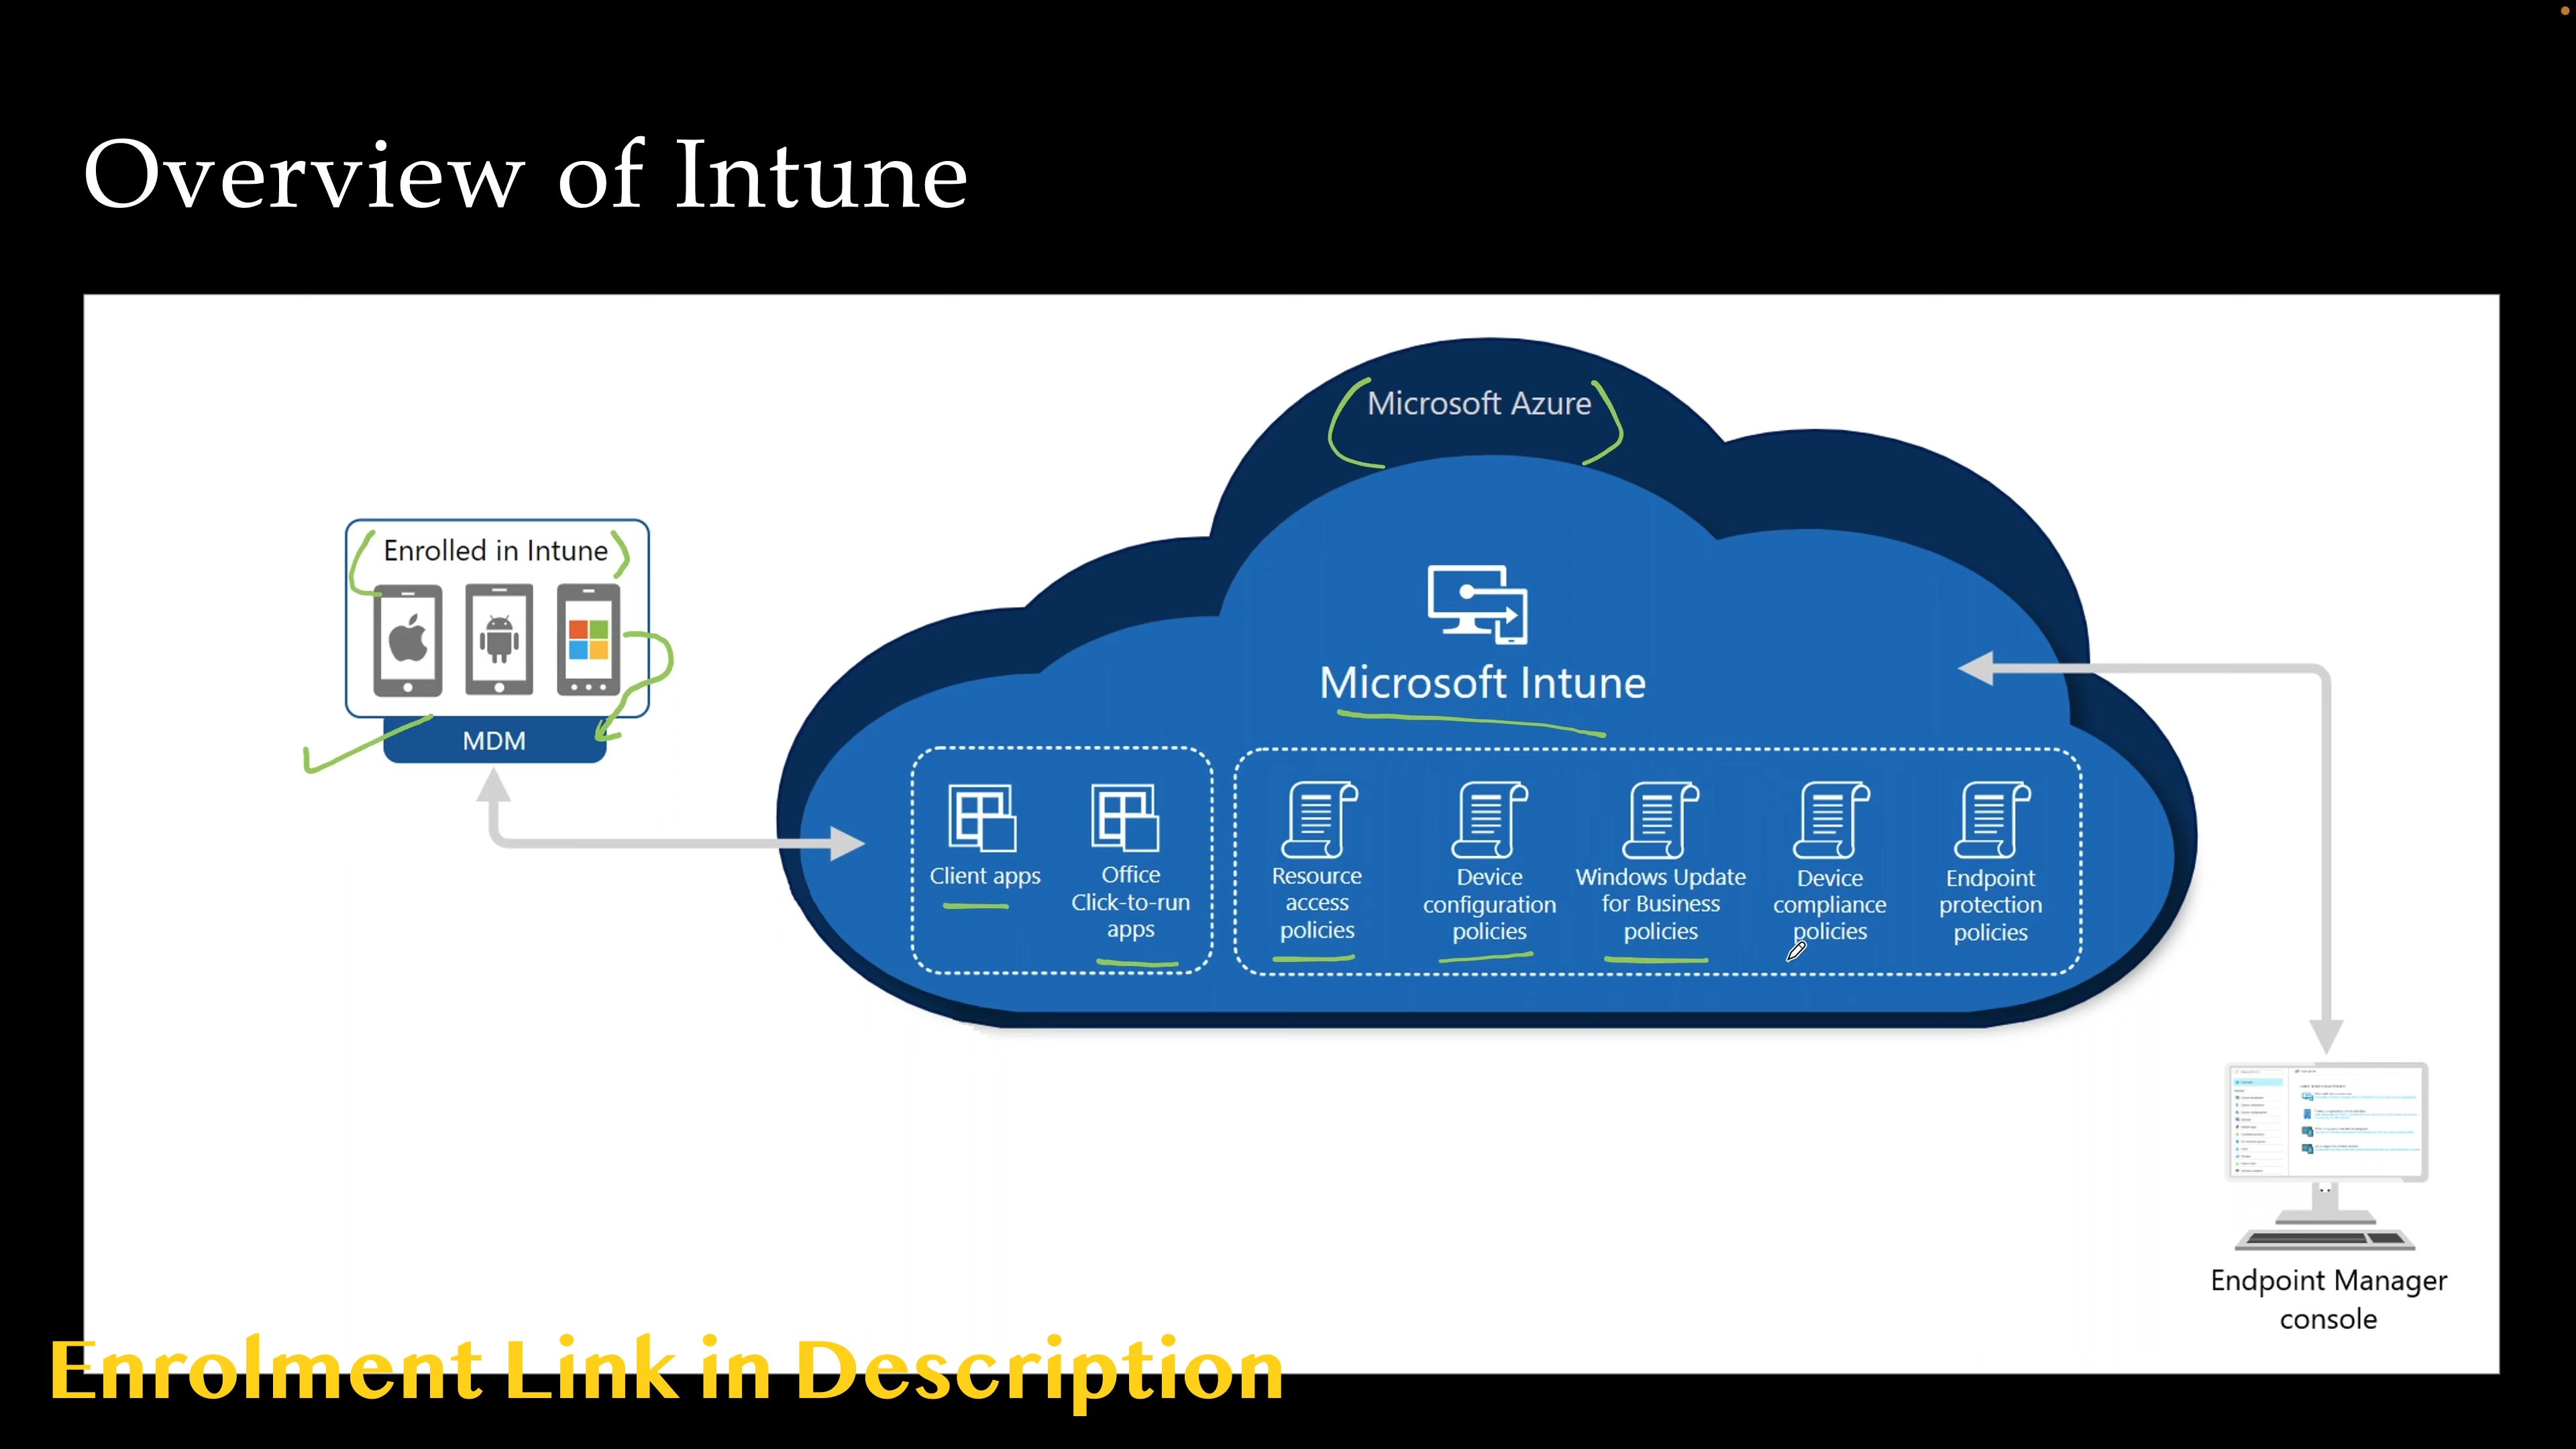 Overview of Intune
Microsoft Azure
Enrolled in Intune
MDM
Microsoft Intune
Client apps
Office
Click-to-run
apps
Resource
access
policies
Device
configuration
policies
Windows Update
for Business
policies
Device
compliance
policies
Endpoint
protection
policies
Endpoint Manager
console
Enrolment Link in Description